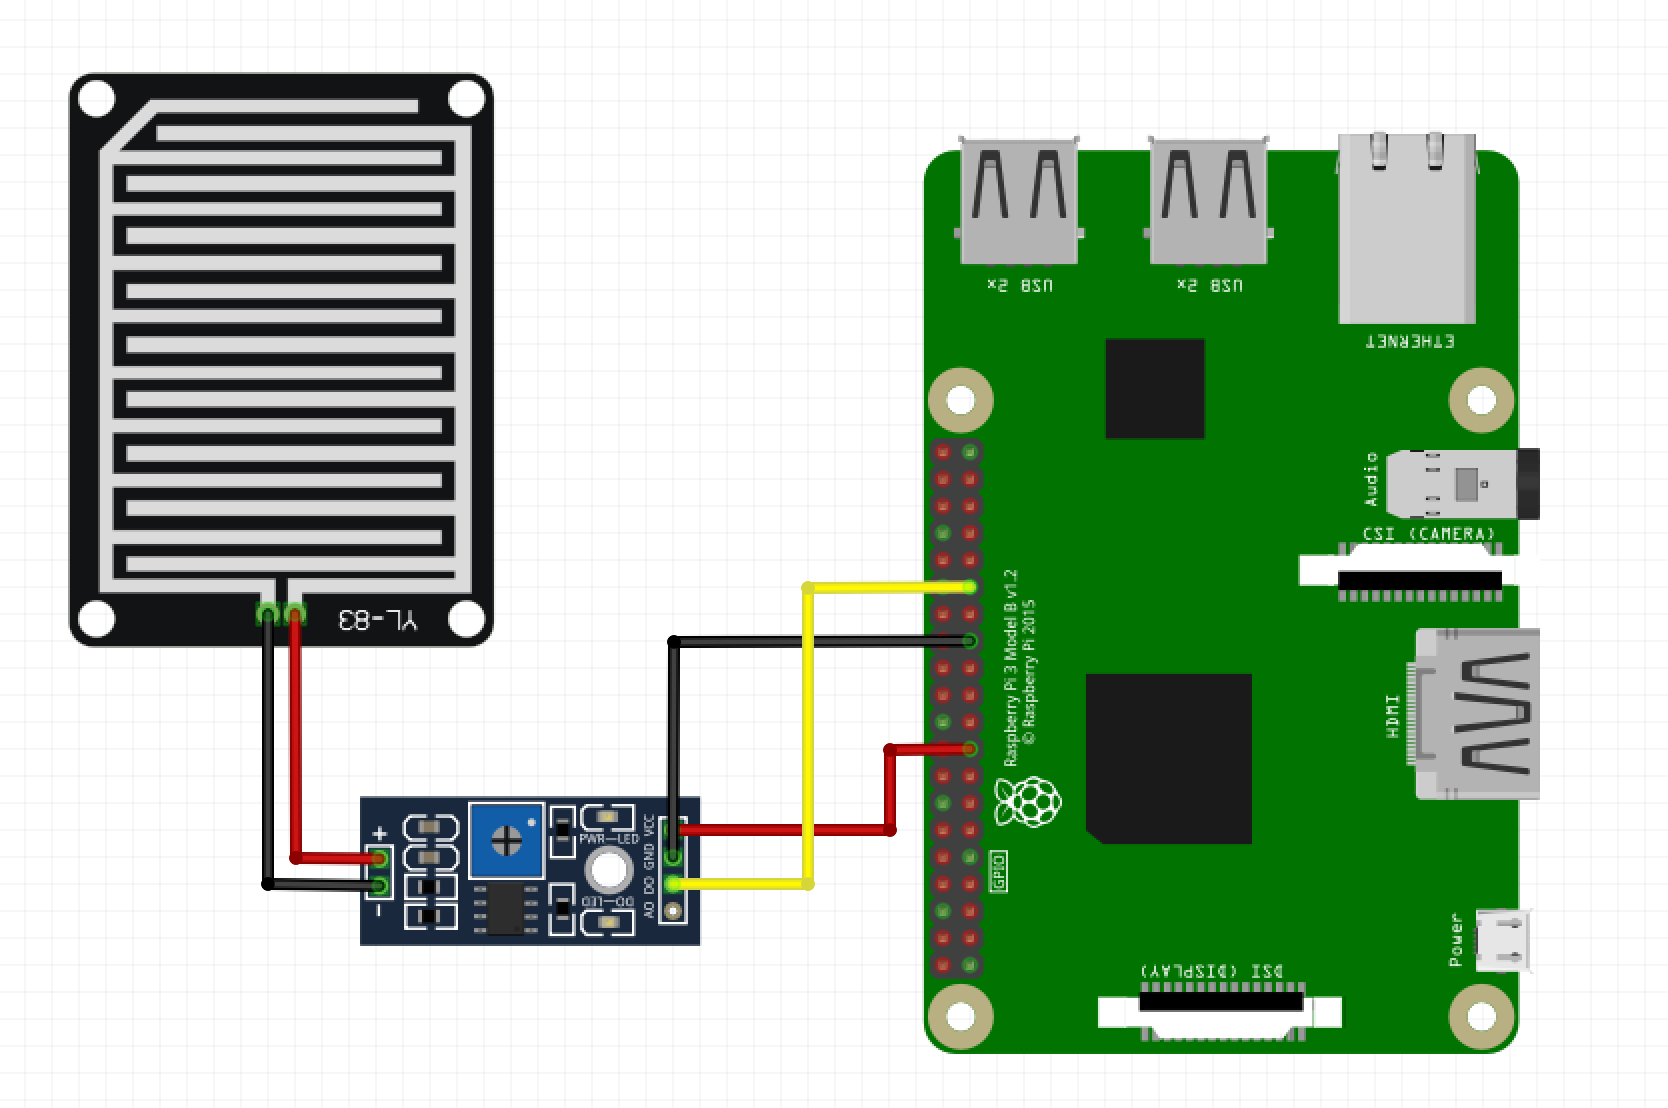 YL-83
+
-
PWR-LED
DO-LED
VCC
GND
DO
AO
USB 2x
USB 2x
ETHERNET
Audio
CSI (CAMERA)
Raspberry Pi 3 Model B v1.2
© Raspberry Pi 2015
HDMI
GPIO
Power
DSI (DISPLAY)